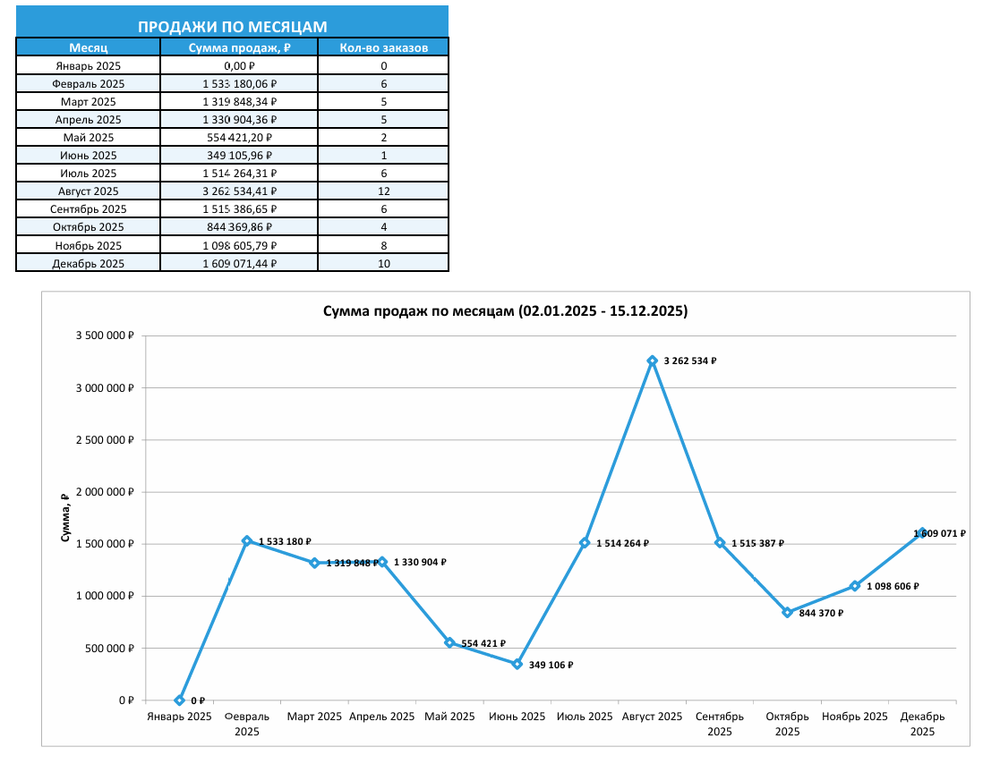 ПРОДАЖИ ПО МЕСЯЦАМ
Месяц Сумма продаж, ₽ Кол-во заказов
Январь 2025 0,00 ₽ 0
Февраль 2025 1 533 180,06 ₽ 6
Март 2025 1 319 848,34 ₽ 5
Апрель 2025 1 330 904,36 ₽ 5
Май 2025 554 421,20 ₽ 2
Июнь 2025 349 105,96 ₽ 1
Июль 2025 1 514 264,31 ₽ 6
Август 2025 3 262 534,41 ₽ 12
Сентябрь 2025 1 515 386,65 ₽ 6
Октябрь 2025 844 369,86 ₽ 4
Ноябрь 2025 1 098 605,79 ₽ 8
Декабрь 2025 1 609 071,44 ₽ 10
Сумма продаж по месяцам (02.01.2025 - 15.12.2025)
Сумма, ₽
3 500 000 ₽
3 000 000 ₽
2 500 000 ₽
2 000 000 ₽
1 500 000 ₽
1 000 000 ₽
500 000 ₽
0 ₽
0 ₽
1 533 180 ₽
1 319 848 ₽
1 330 904 ₽
554 421 ₽
349 106 ₽
1 514 264 ₽
3 262 534 ₽
1 515 387 ₽
844 370 ₽
1 098 606 ₽
1 609 071 ₽
Январь 2025
Февраль
2025
Март 2025
Апрель 2025
Май 2025
Июнь 2025
Июль 2025
Август 2025
Сентябрь
2025
Октябрь
2025
Ноябрь 2025
Декабрь
2025